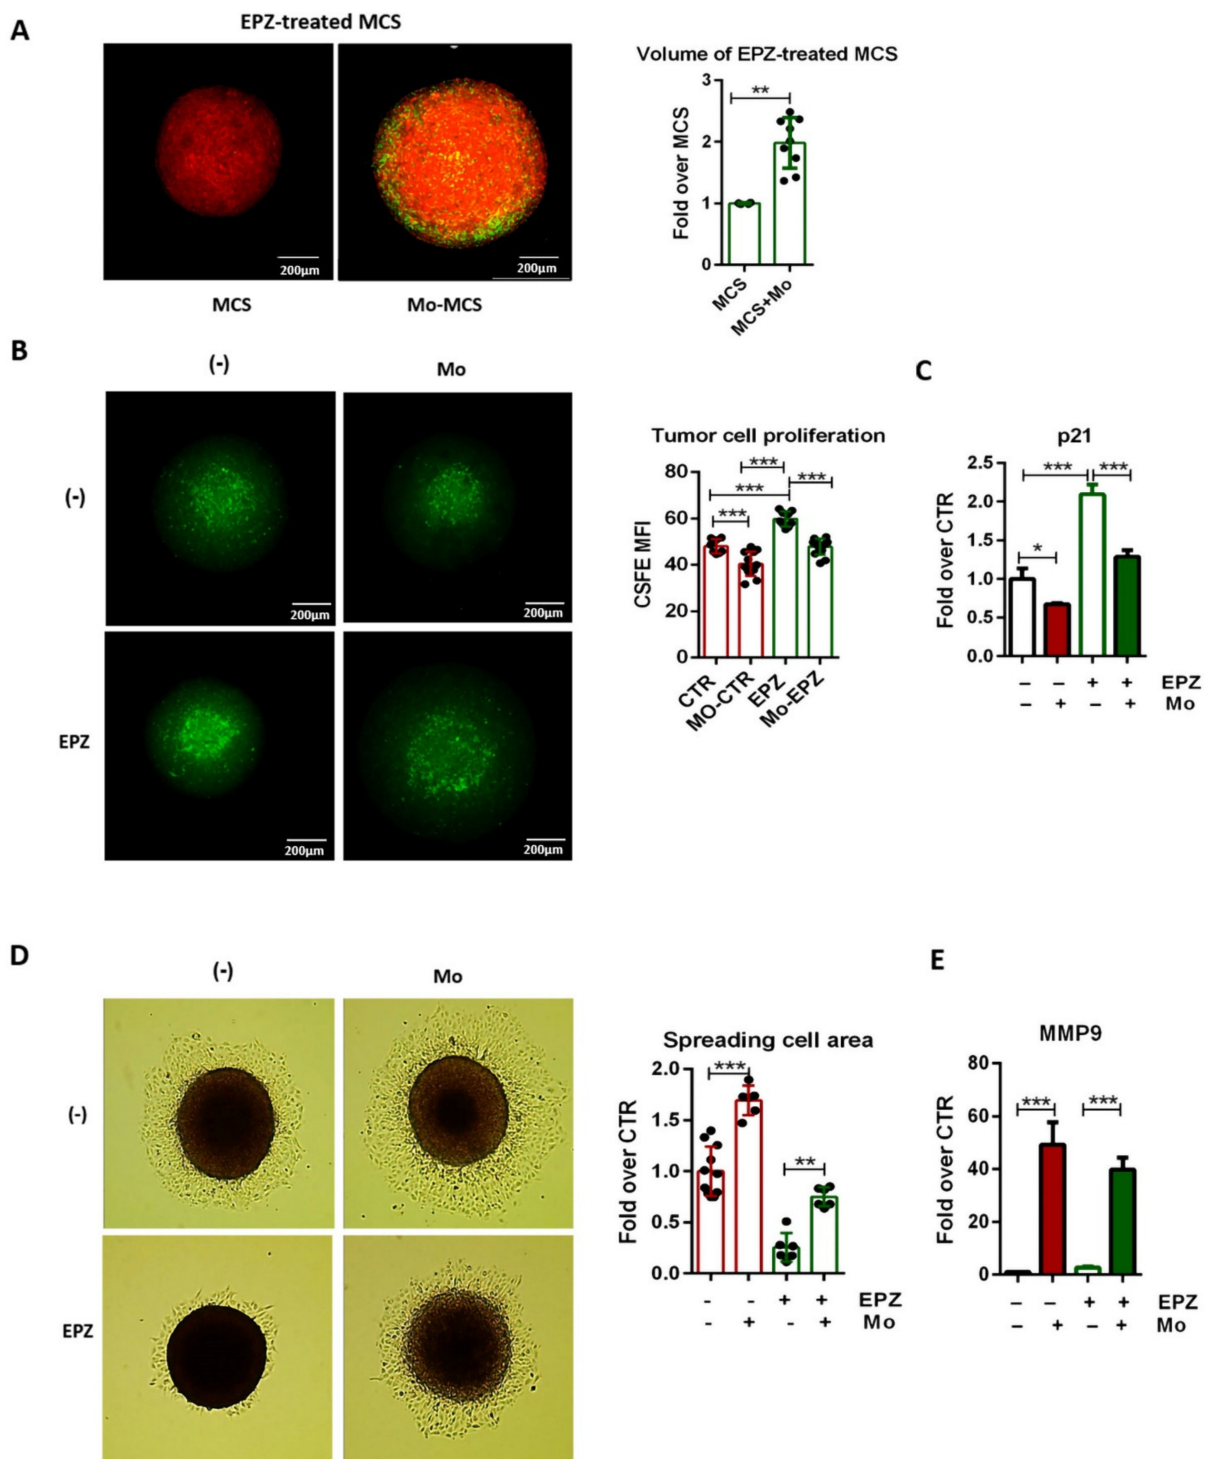 A
EPZ-treated MCS
200µm
200µm
MCS
Mo-MCS
Volume of EPZ-treated MCS
Fold over MCS
3
2
1
0
**
MCS
MCS+Mo
B
(-)
Mo
(-)
EPZ
200µm
200µm
200µm
200µm
Tumor cell proliferation
CSFE MFI
80
60
40
20
0
***
***
***
***
CTR
MO-CTR
EPZ
Mo-EPZ
C
p21
Fold over CTR
2.5
2.0
1.5
1.0
0.5
0.0
*** ***
*
– – + + EPZ
– + – + Mo
D
(-)
Mo
(-)
EPZ
Spreading cell area
Fold over CTR
2.0
1.5
1.0
0.5
0.0
***
**
- - + + EPZ
- + - + Mo
E
MMP9
Fold over CTR
80
60
40
20
0
*** ***
– – + + EPZ
– + – + Mo